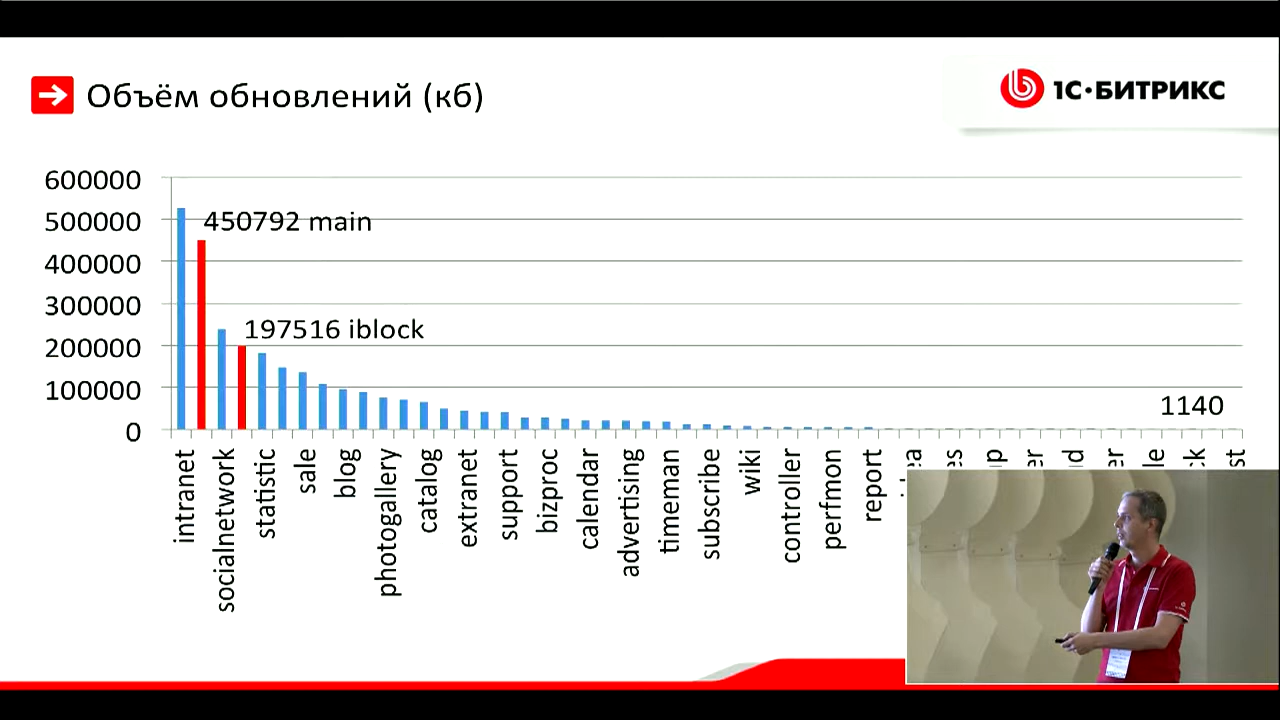 Объём обновлений (кб)
1С·БИТРИКС
600000
500000
400000
300000
200000
100000
0
450792 main
197516 iblock
1140
intranet
socialnetwork
statistic
sale
blog
photogallery
catalog
extranet
support
bizproc
calendar
advertising
timeman
subscribe
wiki
controller
perfmon
report